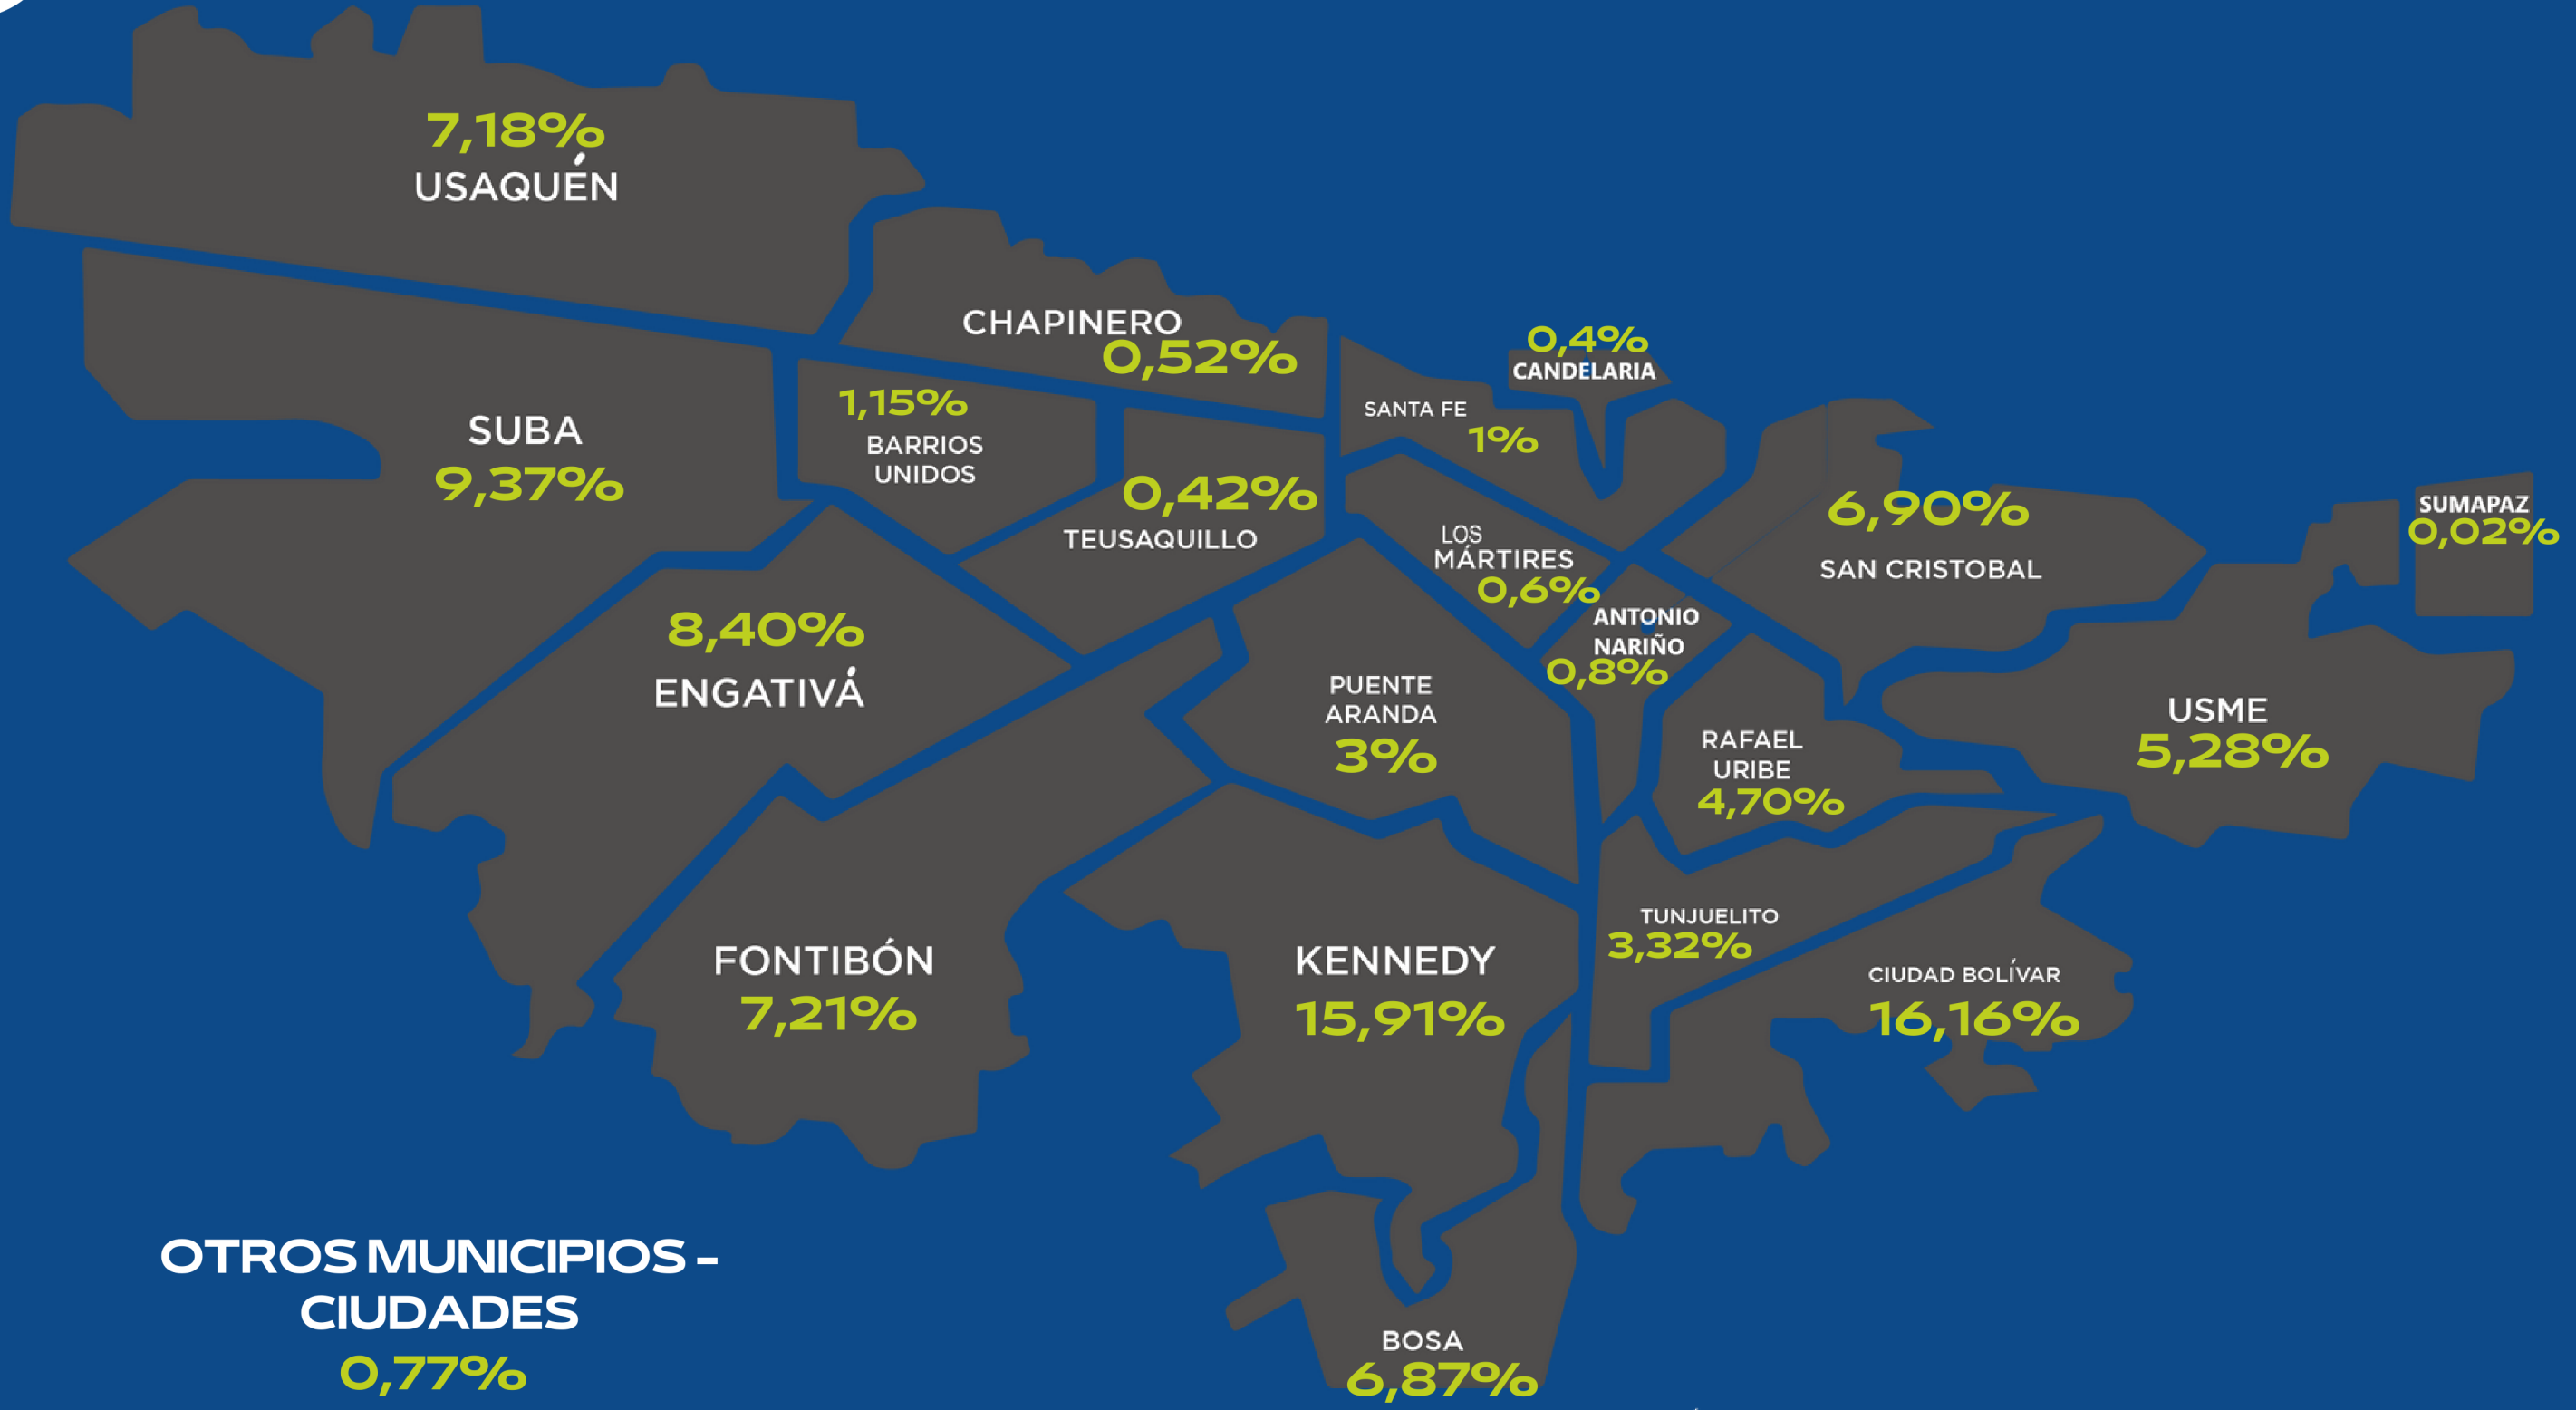 7,18%
USAQUÉN
CHAPINERO
0,52%
0,4%
CANDELARIA
SUBA
9,37%
1,15%
BARRIOS
UNIDOS
SANTA FE
1%
0,42%
TEUSAQUILLO
LOS
MÁRTIRES
0,6%
6,90%
SAN CRISTOBAL
SUMAPAZ
0,02%
8,40%
ENGATIVÁ
ANTONIO
NARIÑO
0,8%
PUENTE
ARANDA
3%
RAFAEL
URIBE
4,70%
USME
5,28%
FONTIBÓN
7,21%
KENNEDY
15,91%
TUNJUELITO
3,32%
CIUDAD BOLÍVAR
16,16%
OTROS MUNICIPIOS -
CIUDADES
0,77%
BOSA
6,87%